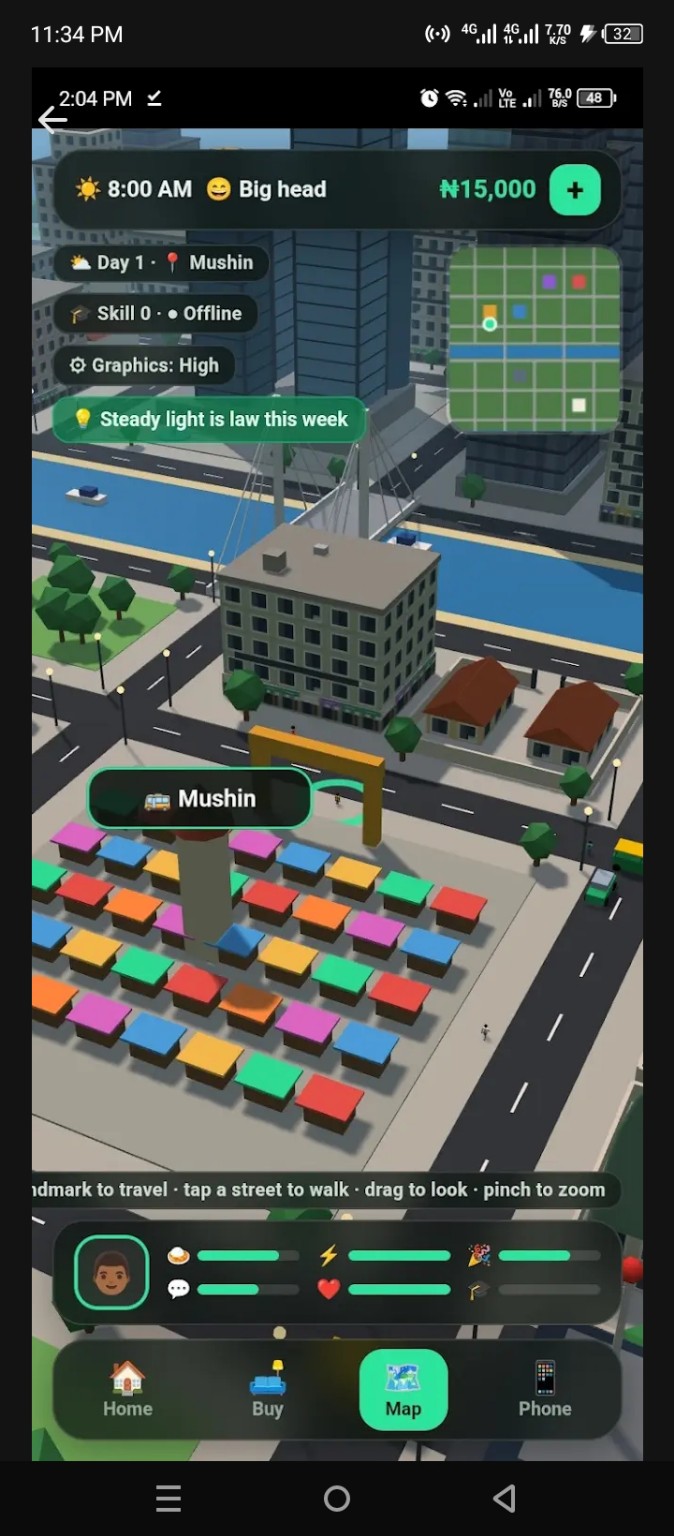 11:34 PM
4G 4G 7.70 K/S 32
2:04 PM
Vo LTE 76.0 B/S 48
8:00 AM Big head ₦15,000 +
Day 1 · Mushin
Skill 0 · Offline
Graphics: High
Steady light is law this week
Mushin
ndmark to travel · tap a street to walk · drag to look · pinch to zoom
Home Buy Map Phone